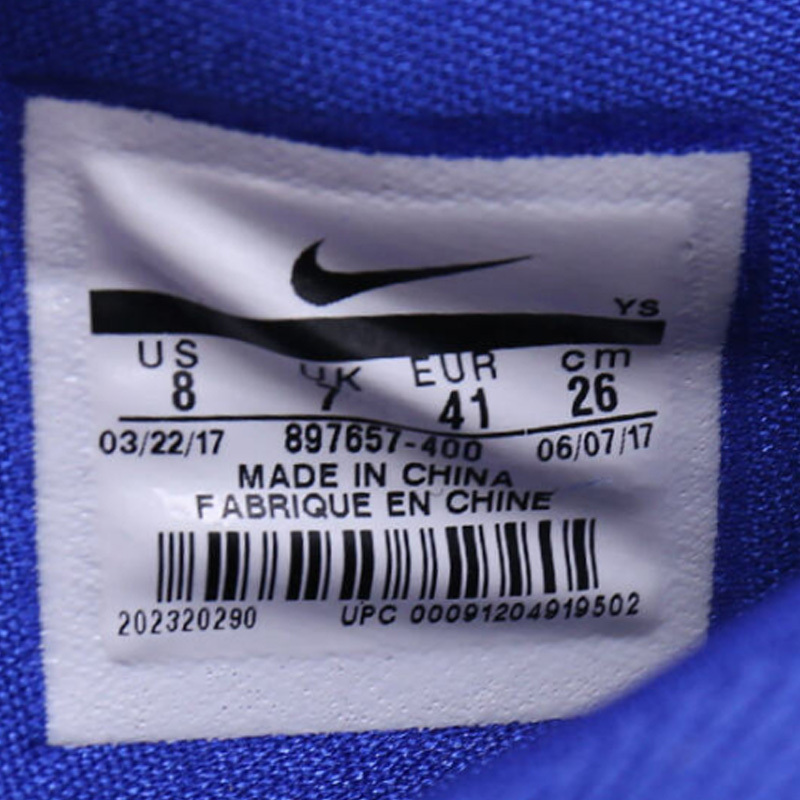 YS
US UK EUR cm
8 7 41 26
03/22/17 897657-400 06/07/17
MADE IN CHINA
FABRIQUE EN CHINE
202320290 UPC 00091204919502